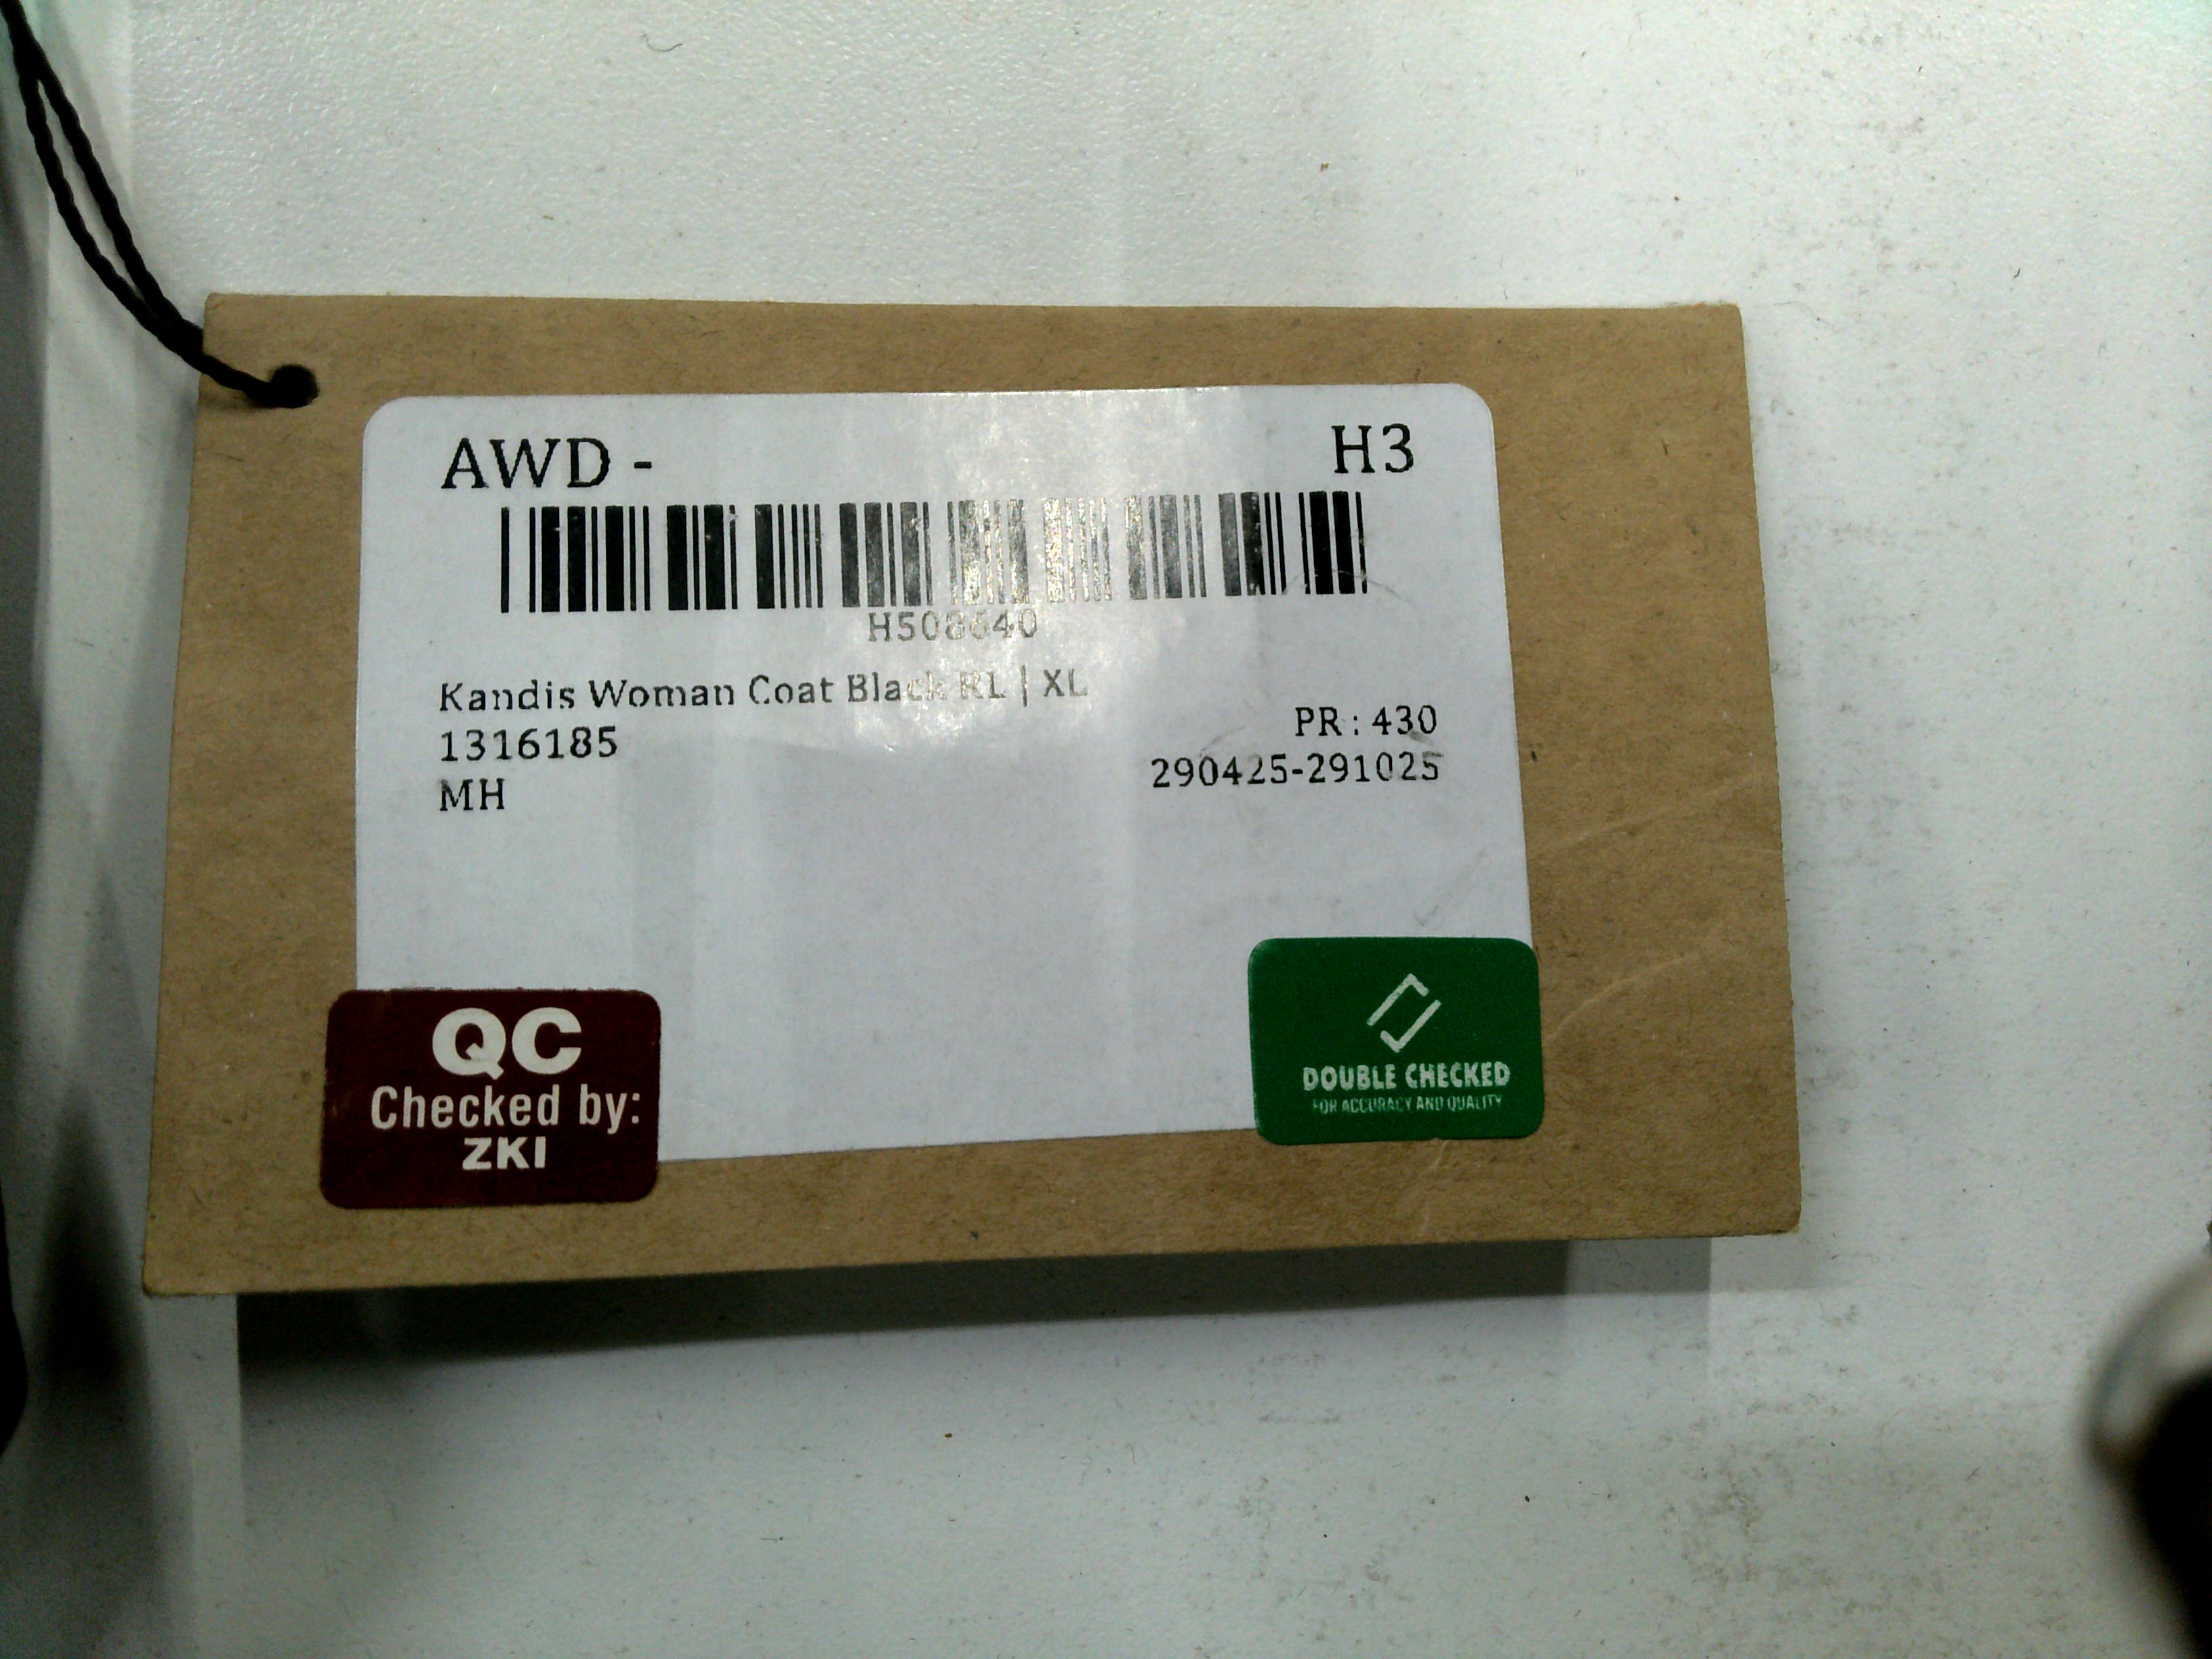 AWD - H3
H508640
Kandis Woman Coat Black RL | XL
1316185
PR : 430
MH
290425-291025
QC
Checked by:
ZKI
DOUBLE CHECKED
FOR ACCURACY AND QUALITY